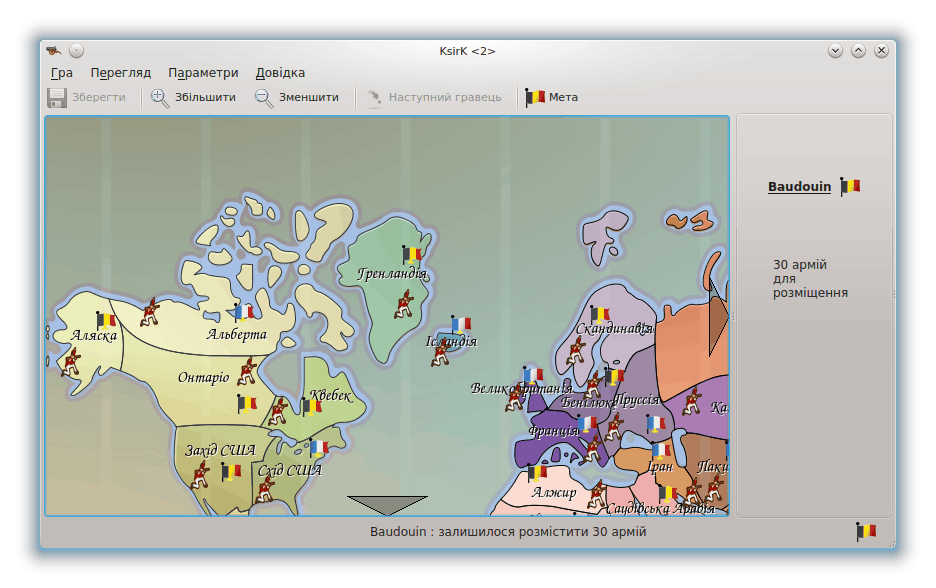 KsirK <2>
Гра Перегляд Параметри Довідка
Зберегти Збільшити Зменшити Наступний гравець Мета
Baudouin
30 армій
для
розміщення
Гренландія
Аляска
Альберта
Ісландія
Скандинавія
Онтаріо
Квебек
Великобританія
Бенілюкс
Пруссія
Ка
Франція
Захід США
Схід США
Іран
Паки
Алжир
Саудівська Аравія
Baudouin : залишилося розмістити 30 армій